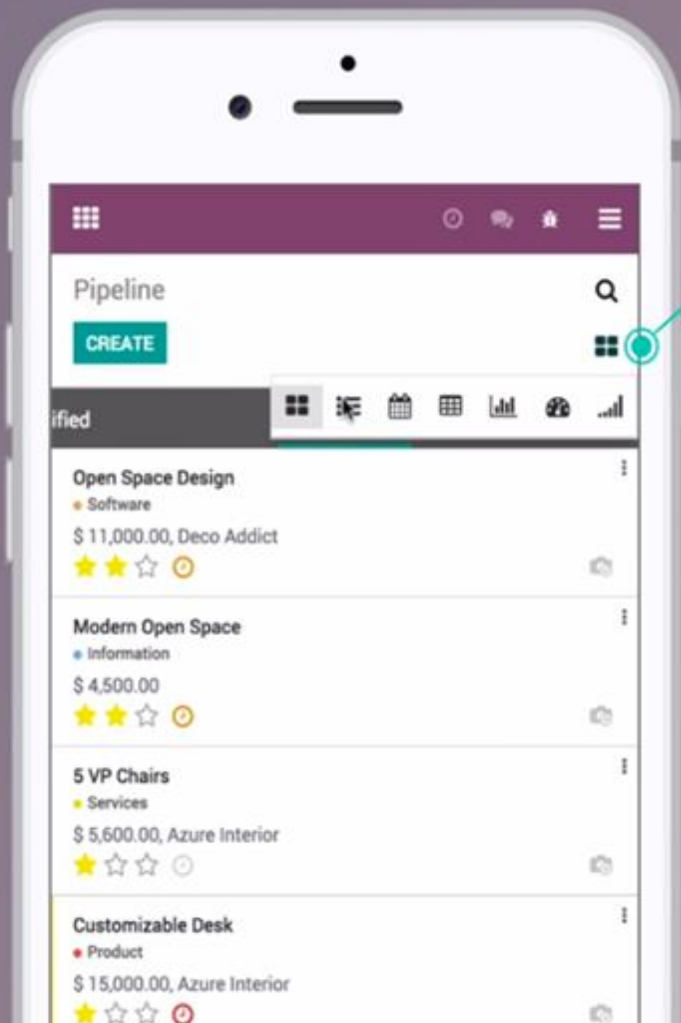 Pipeline
CREATE
ified
Open Space Design
Software
$ 11,000.00, Deco Addict
Modern Open Space
Information
$ 4,500.00
5 VP Chairs
Services
$ 5,600.00, Azure Interior
Customizable Desk
Product
$ 15,000.00, Azure Interior